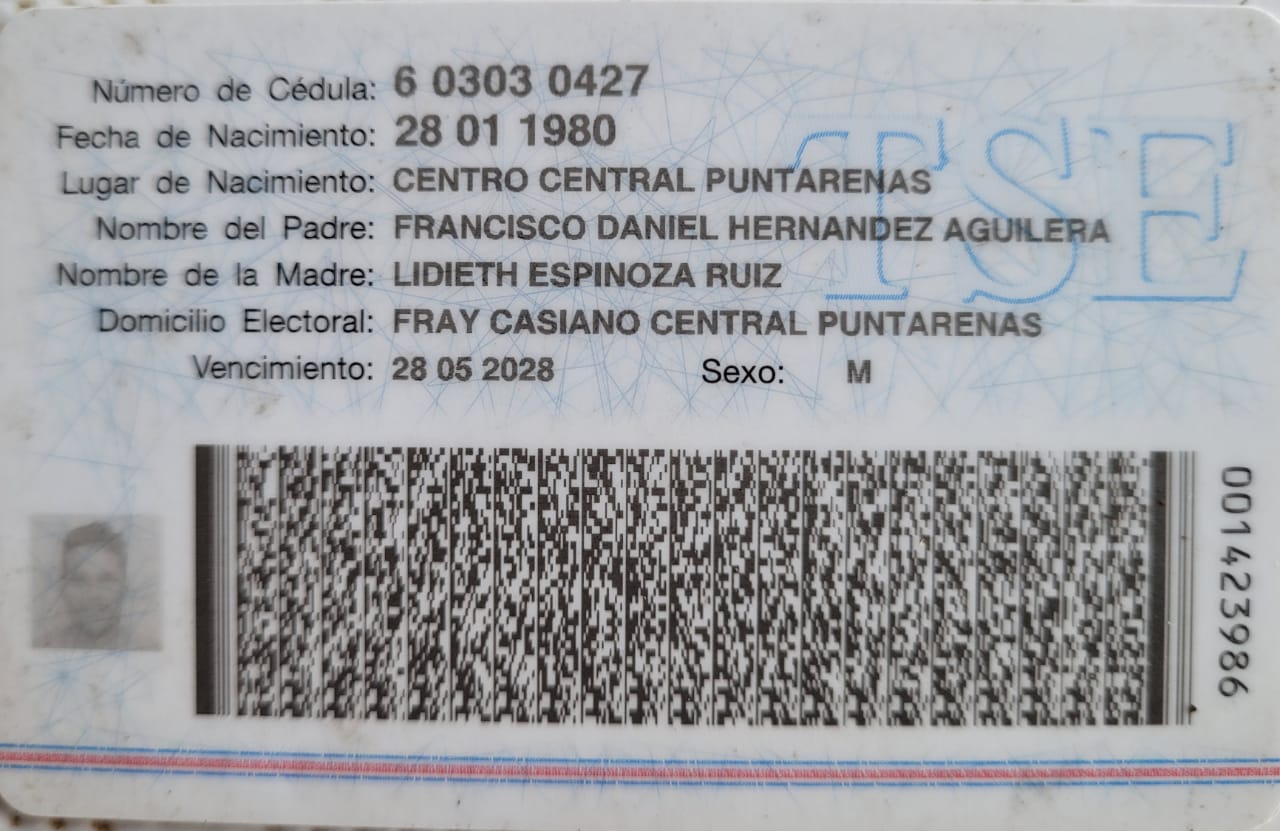 Número de Cédula: 6 0303 0427
Fecha de Nacimiento: 28 01 1980
Lugar de Nacimiento: CENTRO CENTRAL PUNTARENAS
Nombre del Padre: FRANCISCO DANIEL HERNANDEZ AGUILERA
Nombre de la Madre: LIDIETH ESPINOZA RUIZ
Domicilio Electoral: FRAY CASIANO CENTRAL PUNTARENAS
Vencimiento: 28 05 2028 Sexo: M
TSE
001423986